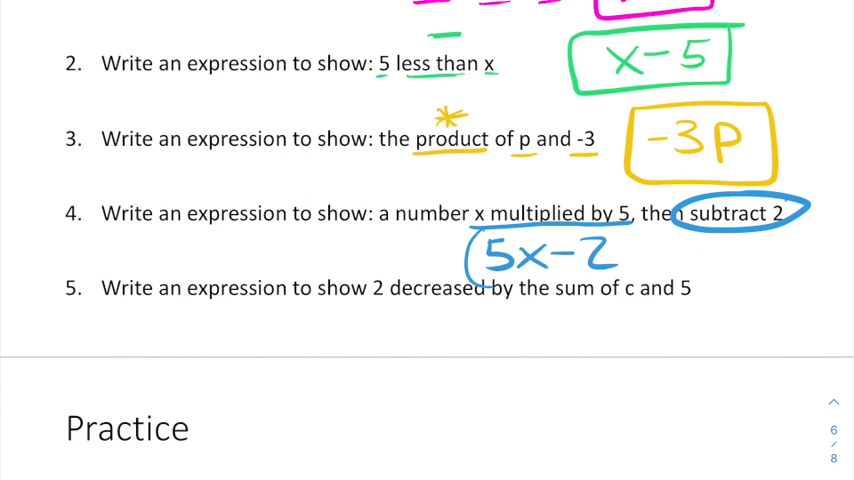 2. Write an expression to show: 5 less than x
x - 5
3. Write an expression to show: the product of p and -3
-3p
4. Write an expression to show: a number x multiplied by 5, then subtract 2
5x-2
5. Write an expression to show 2 decreased by the sum of c and 5
Practice
6
/
8